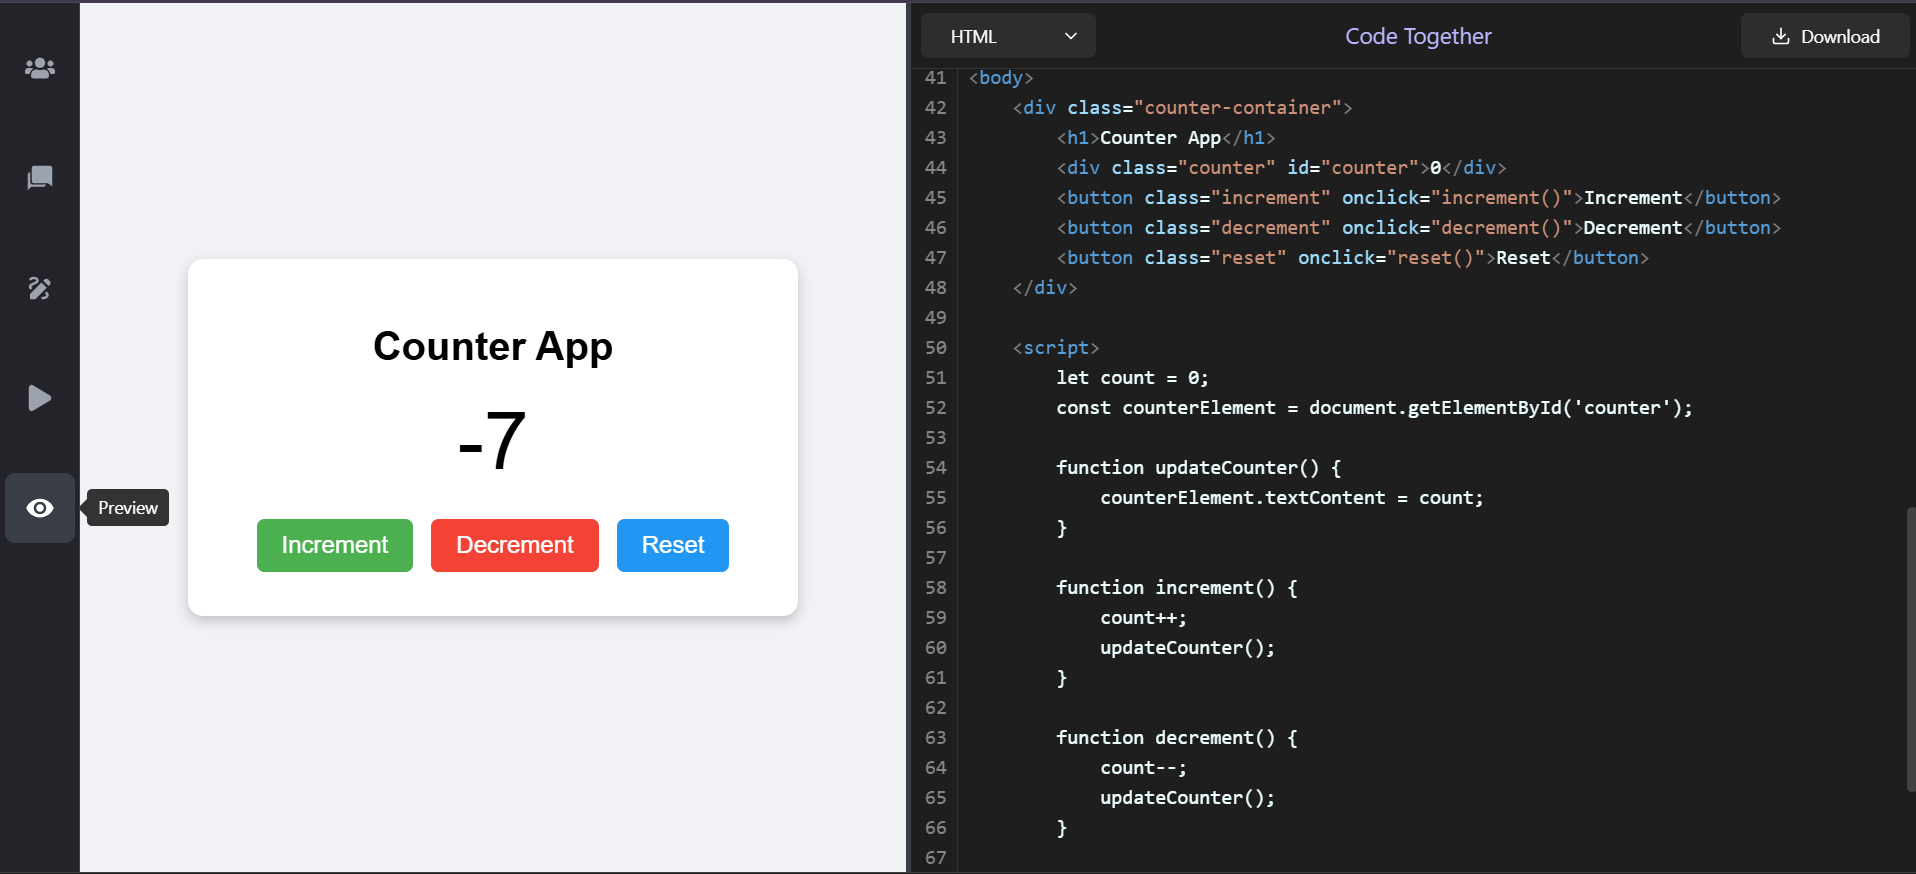 Preview
Counter App
-7
Increment Decrement Reset
HTML Code Together Download
41 <body>
42     <div class="counter-container">
43         <h1>Counter App</h1>
44         <div class="counter" id="counter">0</div>
45         <button class="increment" onclick="increment()">Increment</button>
46         <button class="decrement" onclick="decrement()">Decrement</button>
47         <button class="reset" onclick="reset()">Reset</button>
48     </div>
49
50     <script>
51         let count = 0;
52         const counterElement = document.getElementById('counter');
53
54         function updateCounter() {
55             counterElement.textContent = count;
56         }
57
58         function increment() {
59             count++;
60             updateCounter();
61         }
62
63         function decrement() {
64             count--;
65             updateCounter();
66         }
67